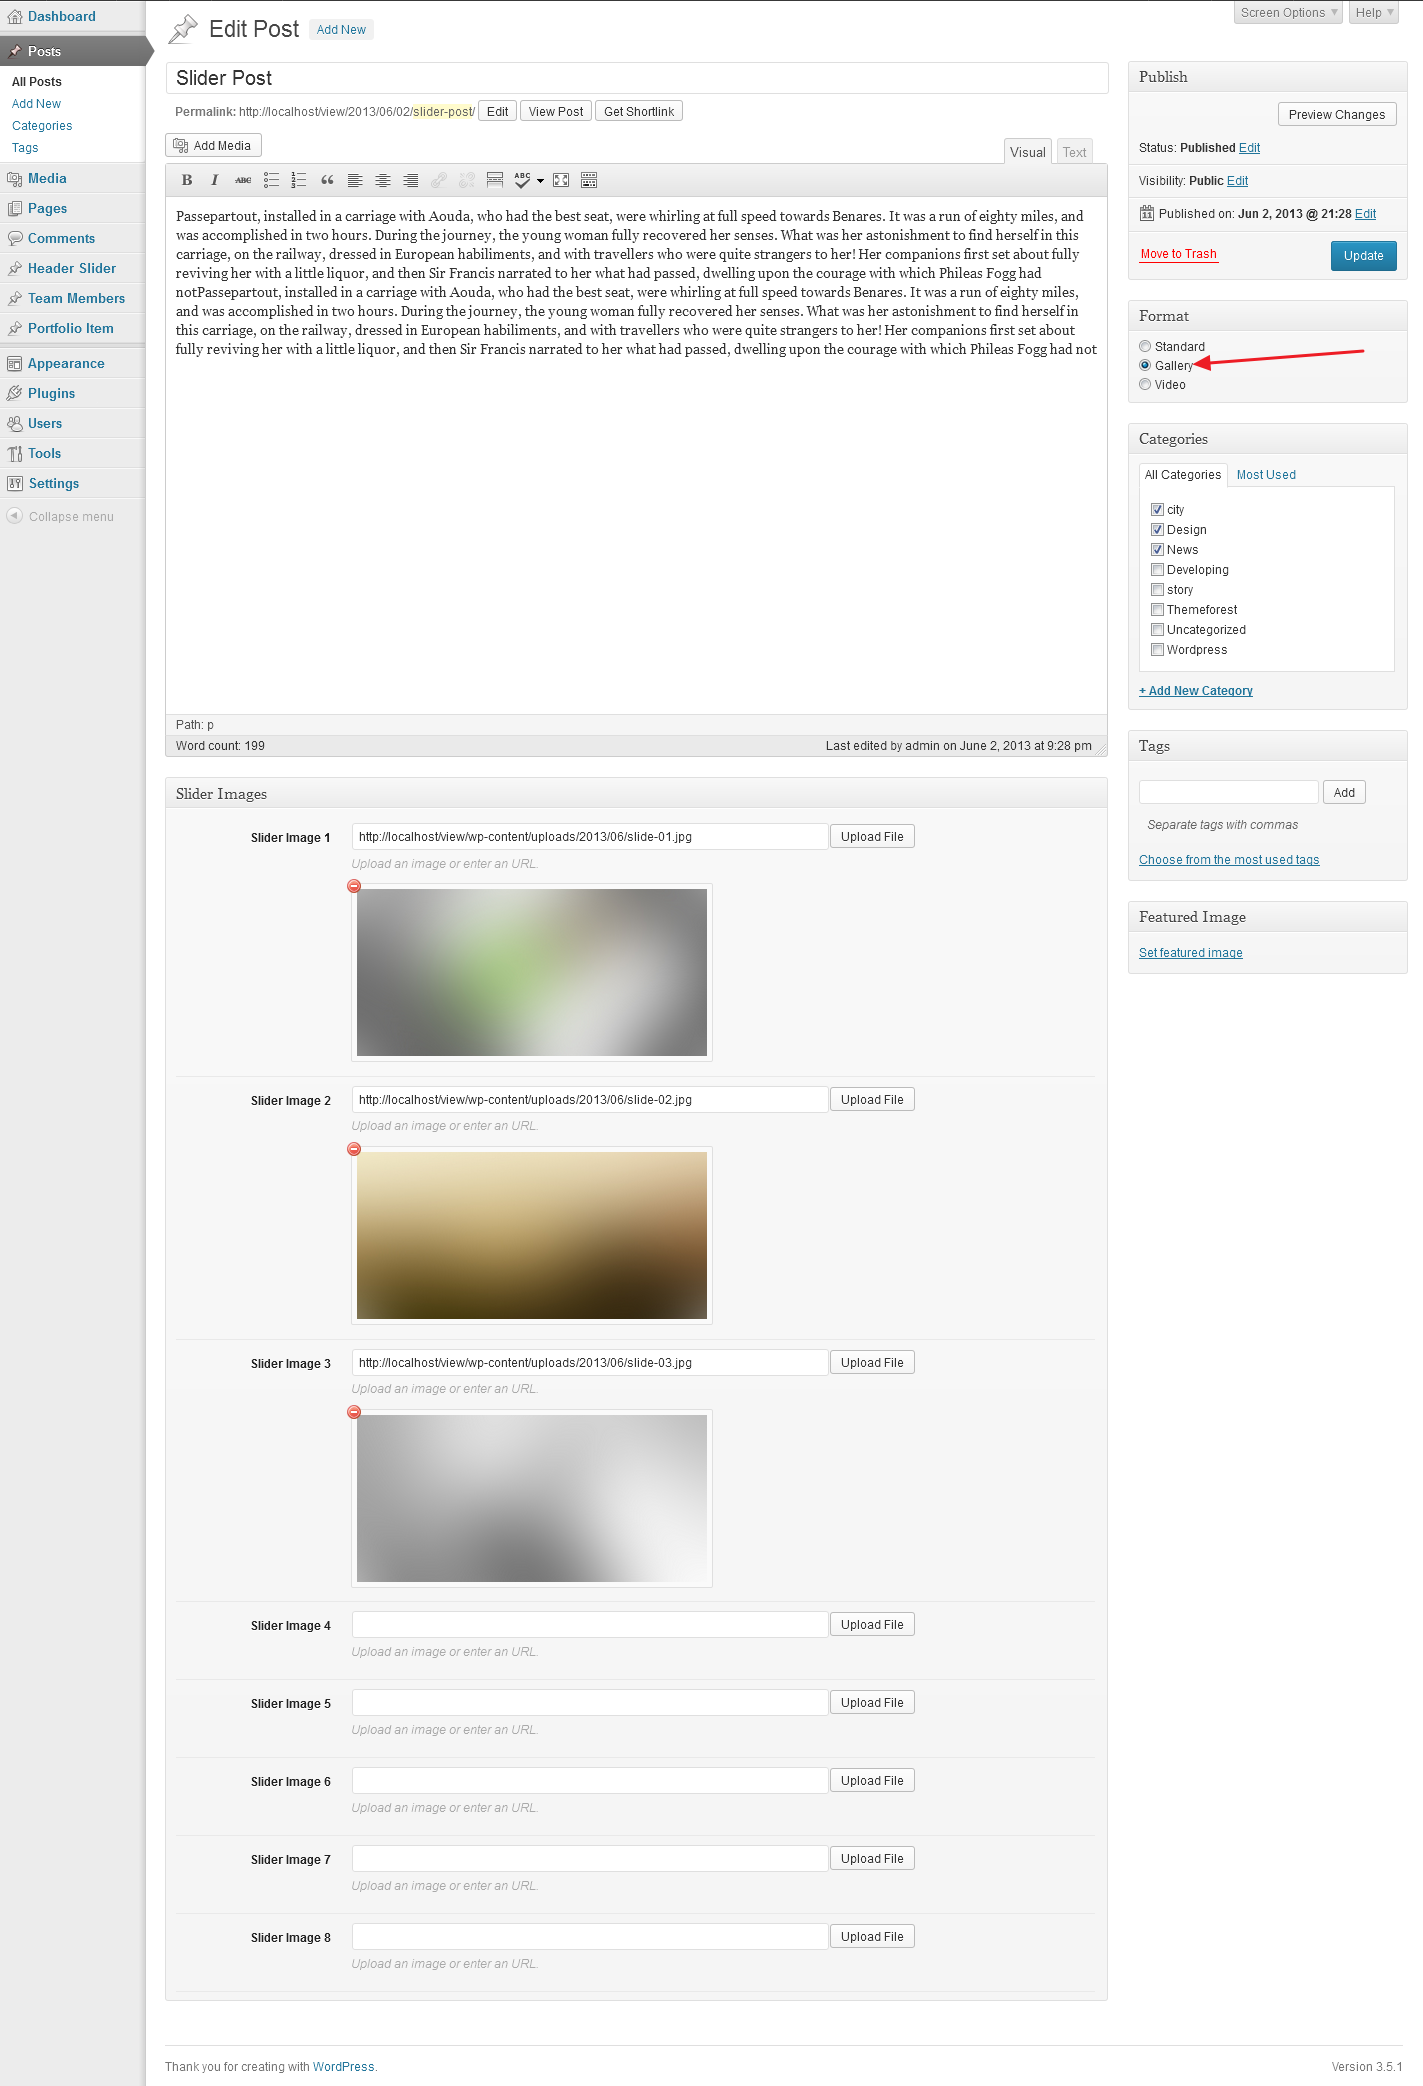 Dashboard
Posts
All Posts
Add New
Categories
Tags
Media
Pages
Comments
Header Slider
Team Members
Portfolio Item
Appearance
Plugins
Users
Tools
Settings
Collapse menu
Screen Options
Help
Edit Post
Add New
Slider Post
Permalink: http://localhost/view/2013/06/02/slider-post/ Edit View Post Get Shortlink
Add Media
Visual Text
B I ABC ABC
Passepartout, installed in a carriage with Aouda, who had the best seat, were whirling at full speed towards Benares. It was a run of eighty miles, and
was accomplished in two hours. During the journey, the young woman fully recovered her senses. What was her astonishment to find herself in this
carriage, on the railway, dressed in European habiliments, and with travellers who were quite strangers to her! Her companions first set about fully
reviving her with a little liquor, and then Sir Francis narrated to her what had passed, dwelling upon the courage with which Phileas Fogg had
notPassepartout, installed in a carriage with Aouda, who had the best seat, were whirling at full speed towards Benares. It was a run of eighty miles,
and was accomplished in two hours. During the journey, the young woman fully recovered her senses. What was her astonishment to find herself in
this carriage, on the railway, dressed in European habiliments, and with travellers who were quite strangers to her! Her companions first set about
fully reviving her with a little liquor, and then Sir Francis narrated to her what had passed, dwelling upon the courage with which Phileas Fogg had not
Path: p
Word count: 199
Last edited by admin on June 2, 2013 at 9:28 pm
Slider Images
Slider Image 1
http://localhost/view/wp-content/uploads/2013/06/slide-01.jpg
Upload File
Upload an image or enter an URL.
Slider Image 2
http://localhost/view/wp-content/uploads/2013/06/slide-02.jpg
Upload File
Upload an image or enter an URL.
Slider Image 3
http://localhost/view/wp-content/uploads/2013/06/slide-03.jpg
Upload File
Upload an image or enter an URL.
Slider Image 4
Upload File
Upload an image or enter an URL.
Slider Image 5
Upload File
Upload an image or enter an URL.
Slider Image 6
Upload File
Upload an image or enter an URL.
Slider Image 7
Upload File
Upload an image or enter an URL.
Slider Image 8
Upload File
Upload an image or enter an URL.
Publish
Preview Changes
Status: Published Edit
Visibility: Public Edit
Published on: Jun 2, 2013 @ 21:28 Edit
Move to Trash
Update
Format
Standard
Gallery
Video
Categories
All Categories
Most Used
city
Design
News
Developing
story
Themeforest
Uncategorized
Wordpress
+ Add New Category
Tags
Add
Separate tags with commas
Choose from the most used tags
Featured Image
Set featured image
Thank you for creating with WordPress.
Version 3.5.1